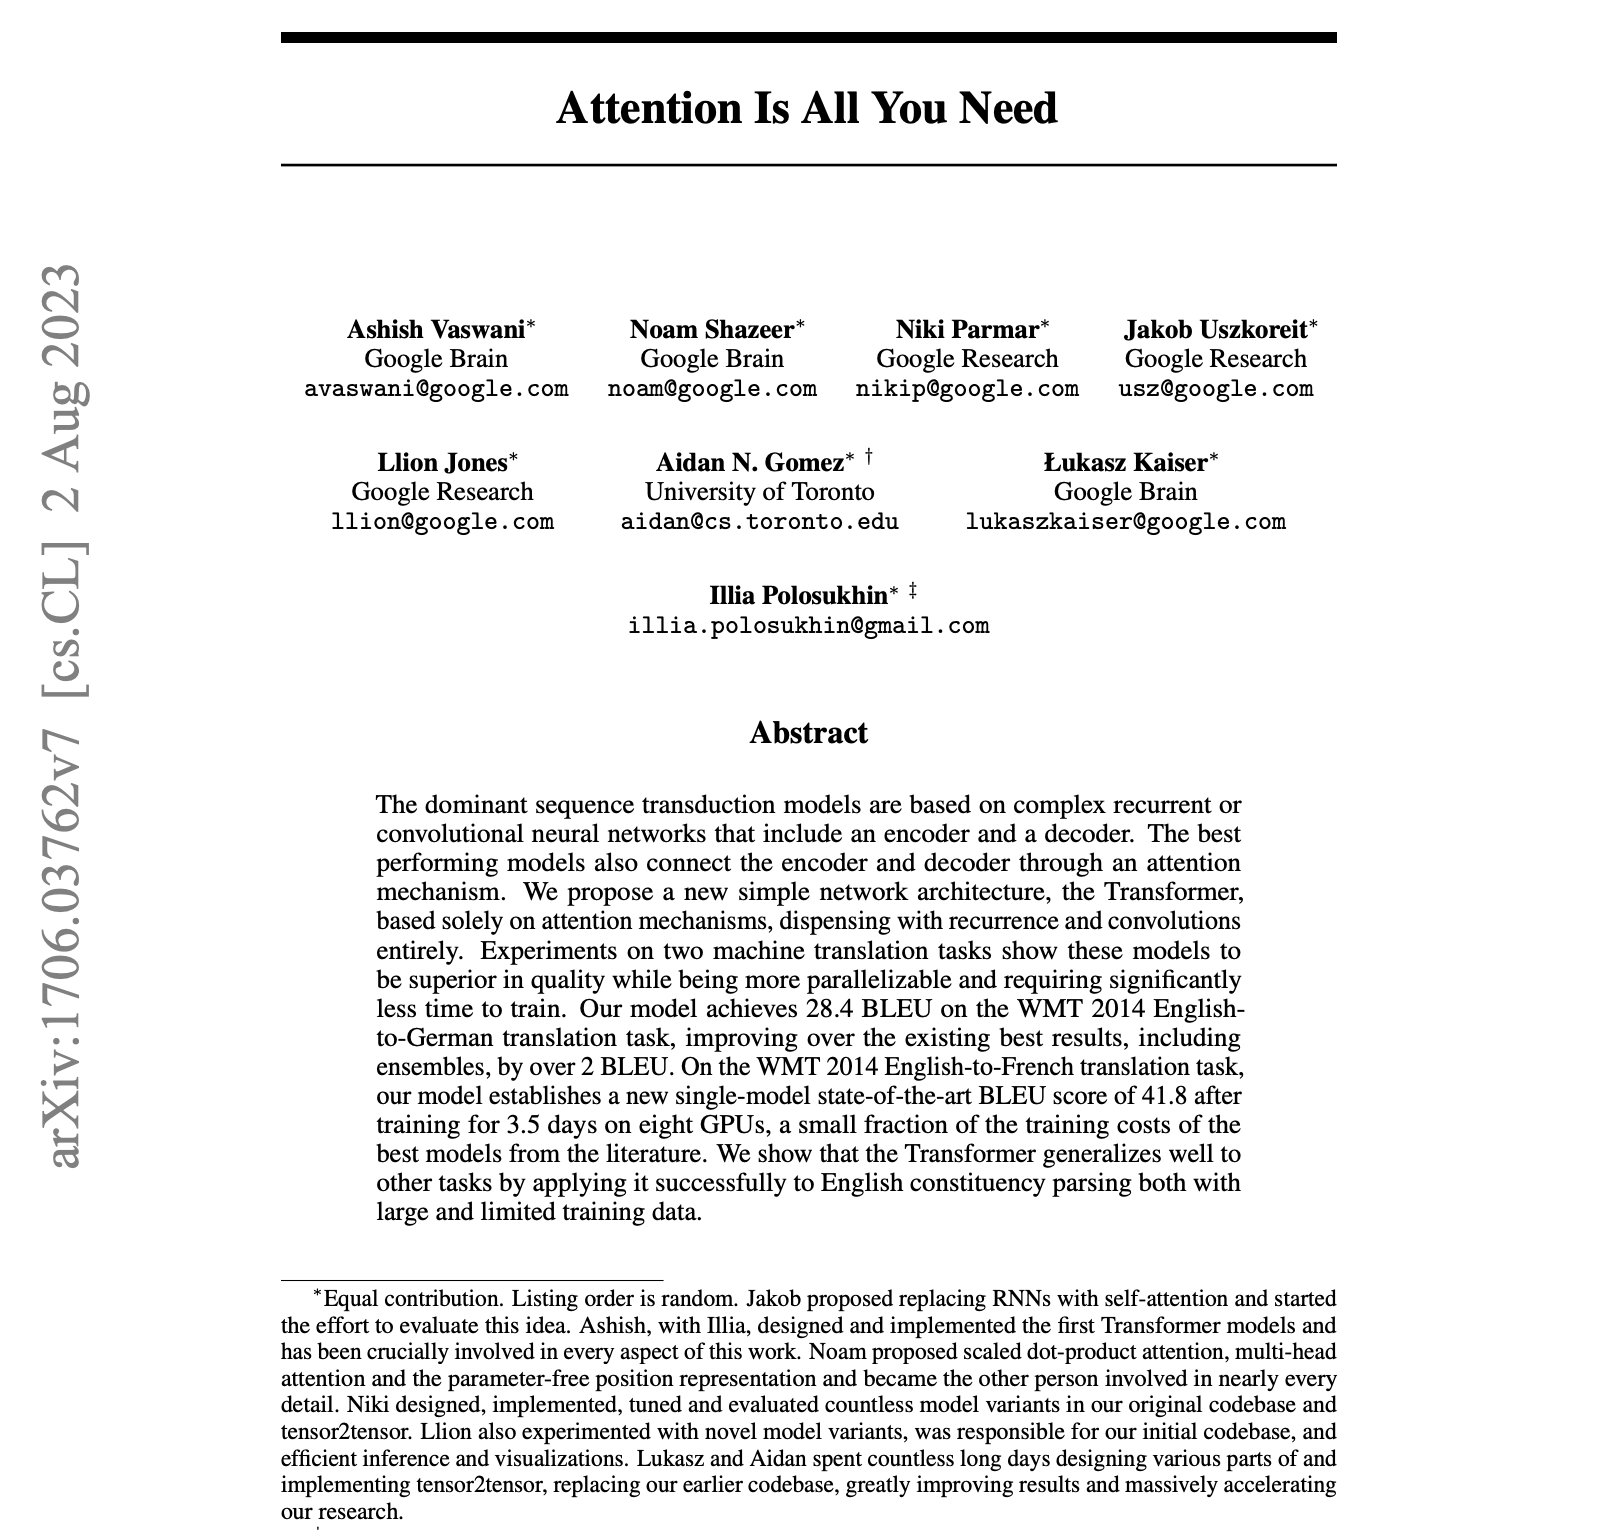 Attention Is All You Need
arXiv:1706.03762v7 [cs.CL] 2 Aug 2023
Ashish Vaswani* Noam Shazeer* Niki Parmar* Jakob Uszkoreit*
Google Brain Google Brain Google Research Google Research
avaswani@google.com noam@google.com nikip@google.com usz@google.com
Llion Jones* Aidan N. Gomez* † Łukasz Kaiser*
Google Research University of Toronto Google Brain
llion@google.com aidan@cs.toronto.edu lukaszkaiser@google.com
Illia Polosukhin* ‡
illia.polosukhin@gmail.com
Abstract
The dominant sequence transduction models are based on complex recurrent or
convolutional neural networks that include an encoder and a decoder. The best
performing models also connect the encoder and decoder through an attention
mechanism. We propose a new simple network architecture, the Transformer,
based solely on attention mechanisms, dispensing with recurrence and convolutions
entirely. Experiments on two machine translation tasks show these models to
be superior in quality while being more parallelizable and requiring significantly
less time to train. Our model achieves 28.4 BLEU on the WMT 2014 English-
to-German translation task, improving over the existing best results, including
ensembles, by over 2 BLEU. On the WMT 2014 English-to-French translation task,
our model establishes a new single-model state-of-the-art BLEU score of 41.8 after
training for 3.5 days on eight GPUs, a small fraction of the training costs of the
best models from the literature. We show that the Transformer generalizes well to
other tasks by applying it successfully to English constituency parsing both with
large and limited training data.
*Equal contribution. Listing order is random. Jakob proposed replacing RNNs with self-attention and started
the effort to evaluate this idea. Ashish, with Illia, designed and implemented the first Transformer models and
has been crucially involved in every aspect of this work. Noam proposed scaled dot-product attention, multi-head
attention and the parameter-free position representation and became the other person involved in nearly every
detail. Niki designed, implemented, tuned and evaluated countless model variants in our original codebase and
tensor2tensor. Llion also experimented with novel model variants, was responsible for our initial codebase, and
efficient inference and visualizations. Lukasz and Aidan spent countless long days designing various parts of and
implementing tensor2tensor, replacing our earlier codebase, greatly improving results and massively accelerating
our research.